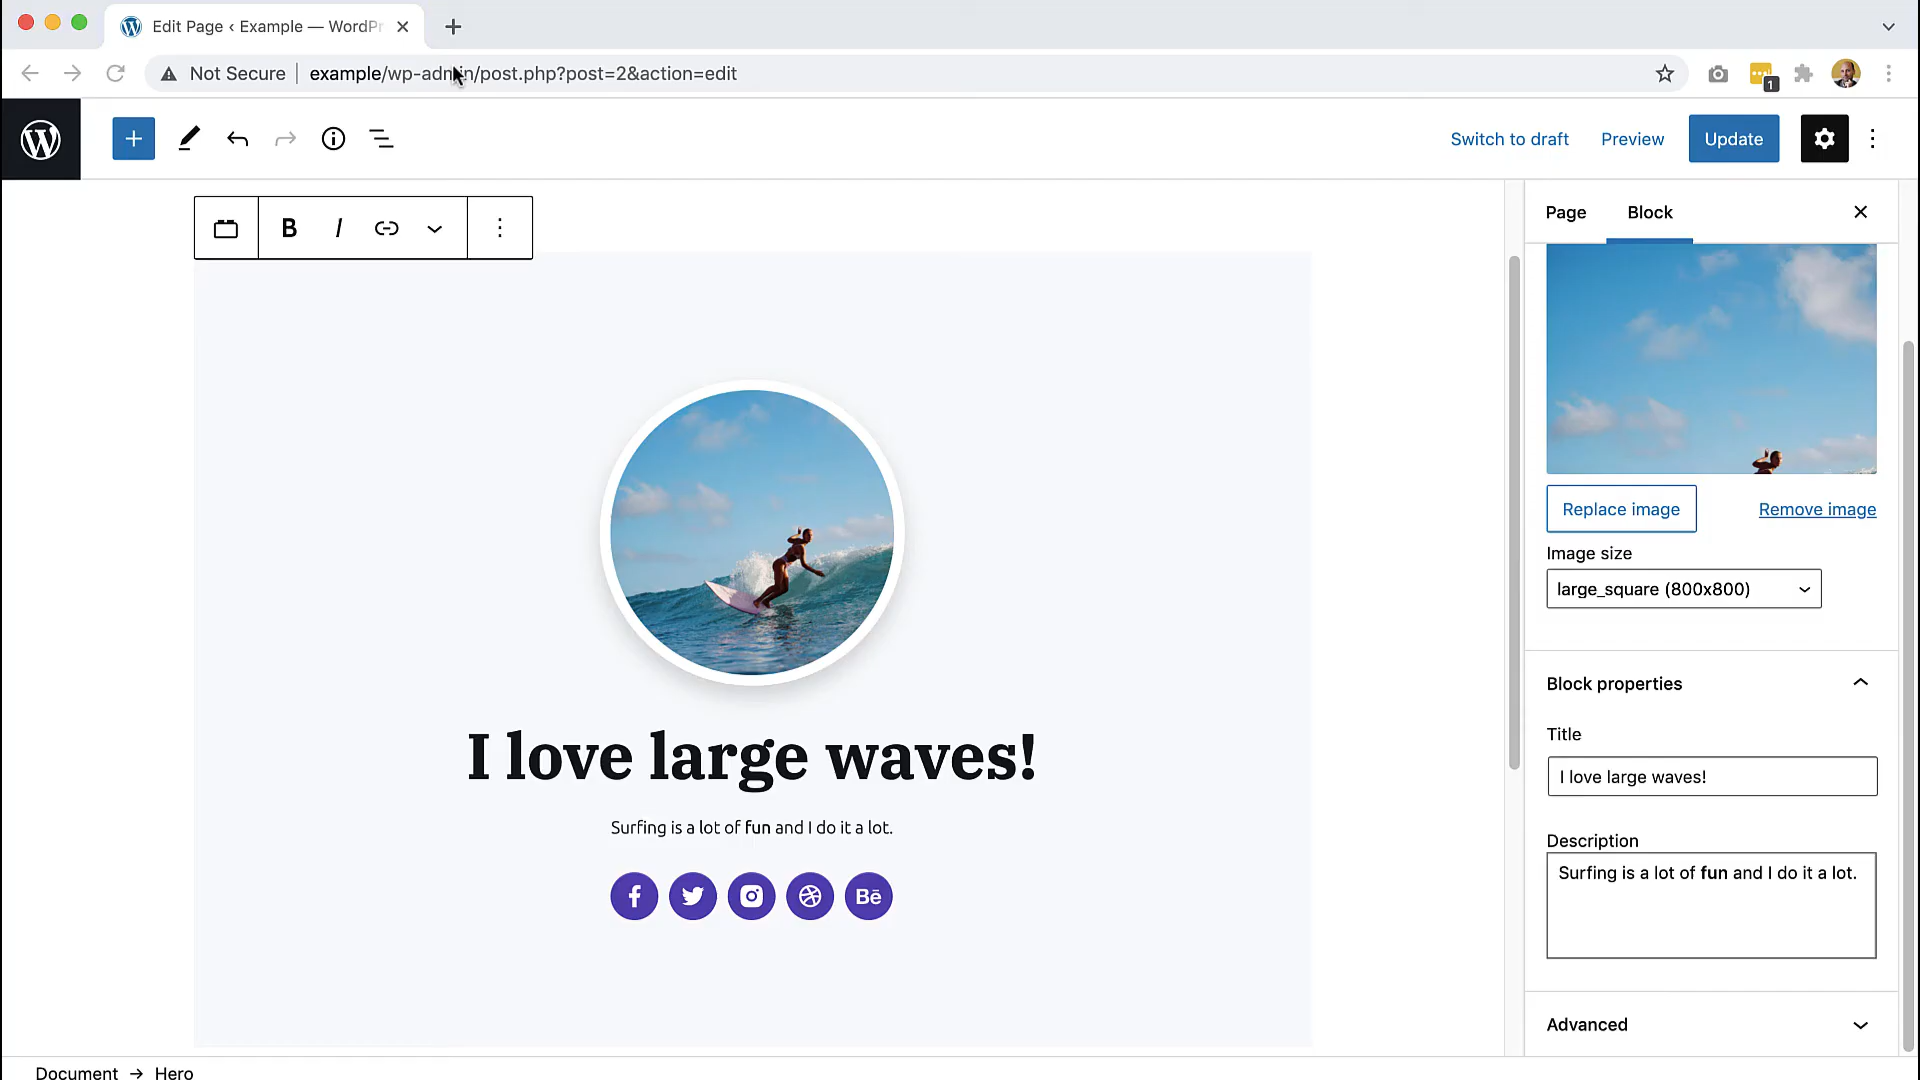 Edit Page ‹ Example — WordPr
Not Secure
example/wp-admin/post.php?post=2&action=edit
1
Switch to draft
Preview
Update
B I
Page
Block
Replace image
Remove image
Image size
large_square (800x800)
Block properties
Title
I love large waves!
Description
Surfing is a lot of fun and I do it a lot.
Advanced
I love large waves!
Surfing is a lot of fun and I do it a lot.
Bē
Document → Hero